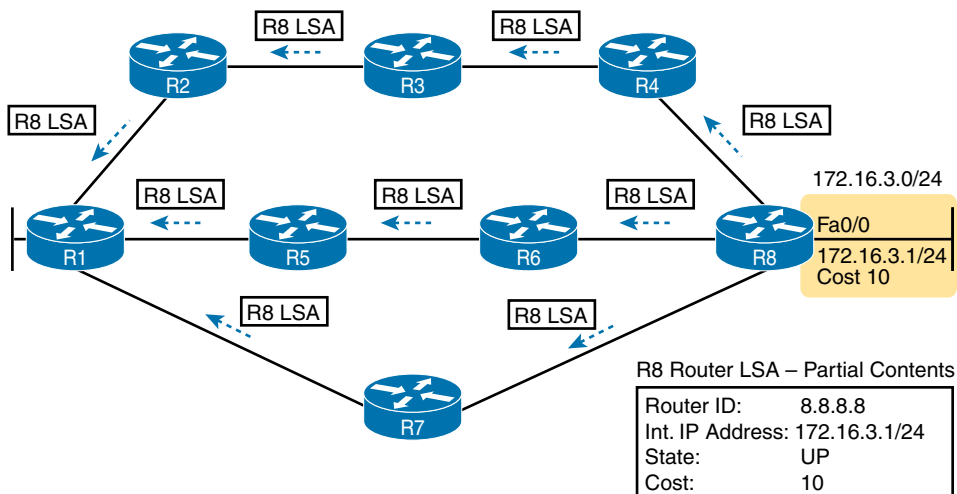 R8 LSA
R8 LSA
R2
R3
R4
R8 LSA
R8 LSA
172.16.3.0/24
R8 LSA
R8 LSA
R8 LSA
Fa0/0
R1
R5
R6
R8
172.16.3.1/24
Cost 10
R8 LSA
R8 LSA
R7
R8 Router LSA – Partial Contents
Router ID: 8.8.8.8
Int. IP Address: 172.16.3.1/24
State: UP
Cost: 10